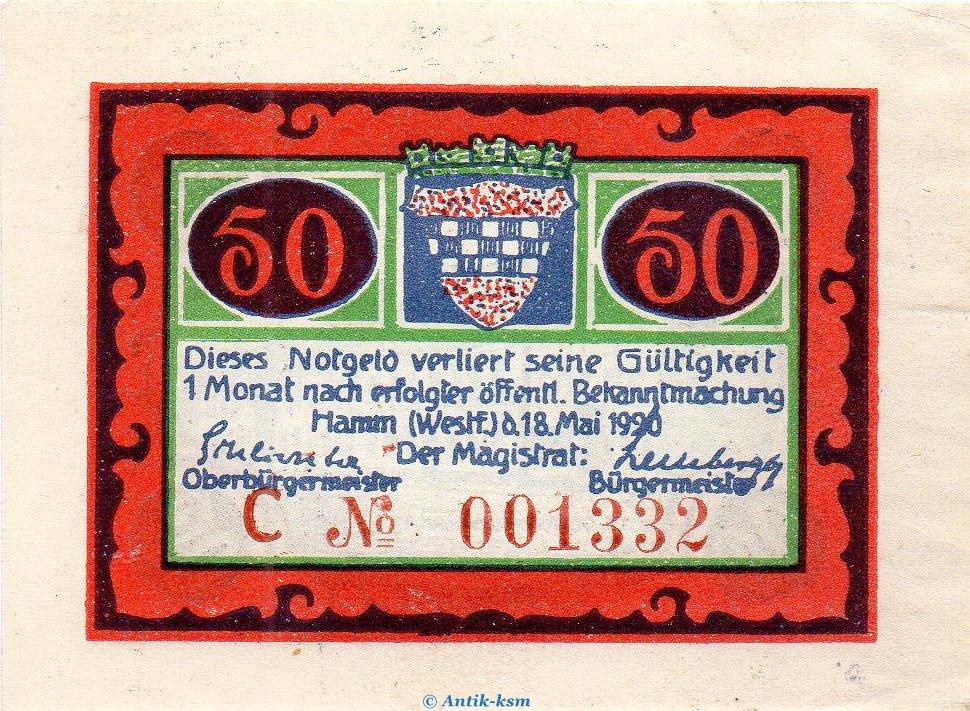 50 50
Dieses Notgeld verliert seine Gültigkeit
1 Monat nach erfolgter öffentl. Bekanntmachung
Hamm (Westf.) d. 18. Mai 1920
Der Magistrat:
Oberbürgermeister Bürgermeister
C No 001332
© Antik-ksm